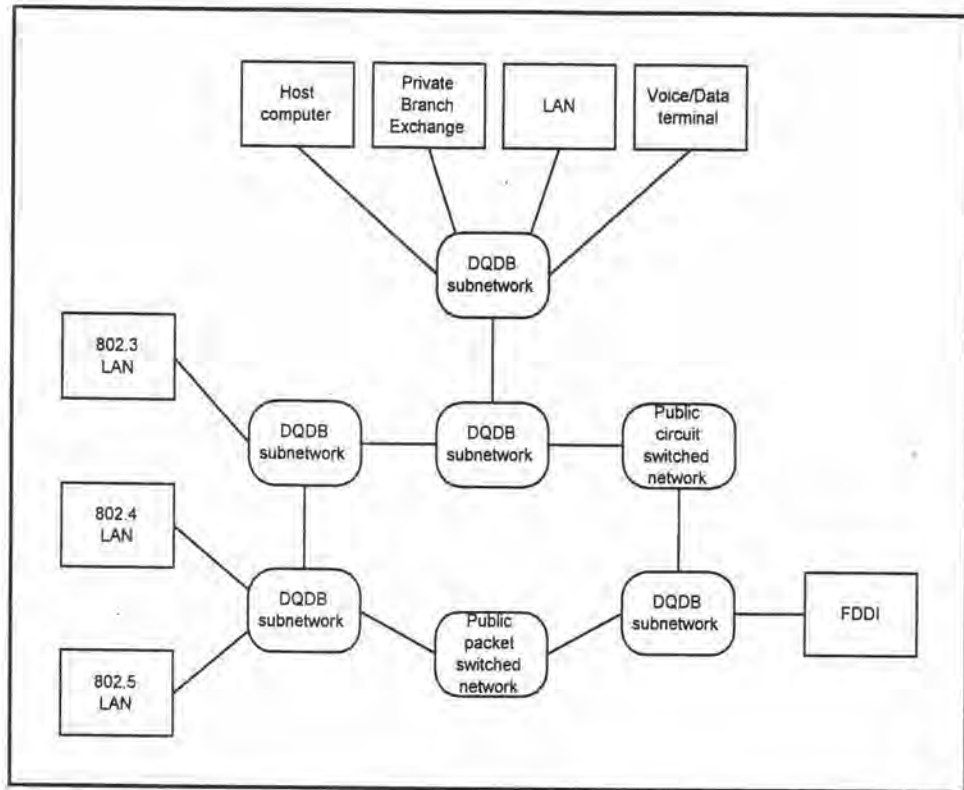 Host
computer
Private
Branch
Exchange
LAN
Voice/Data
terminal
DQDB
subnetwork
802.3
LAN
DQDB
subnetwork
DQDB
subnetwork
Public
circuit
switched
network
802.4
LAN
DQDB
subnetwork
Public
packet
switched
network
DQDB
subnetwork
FDDI
802.5
LAN